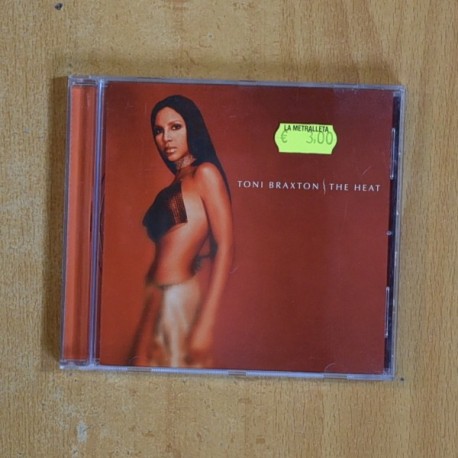 LA METRALLETA
€ 3,00
TONI BRAXTON \ THE HEAT